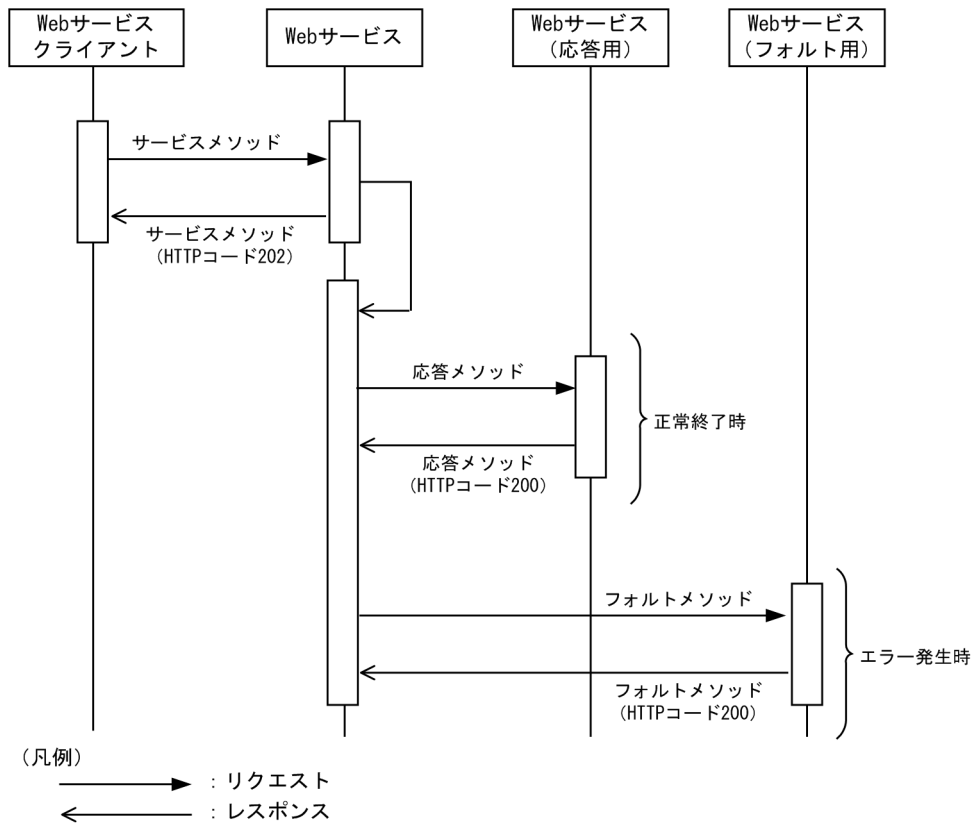 Webサービス
クライアント
Webサービス
Webサービス
(応答用)
Webサービス
(フォルト用)
サービスメソッド
サービスメソッド
(HTTPコード202)
応答メソッド
正常終了時
応答メソッド
(HTTPコード200)
フォルトメソッド
エラー発生時
フォルトメソッド
(HTTPコード200)
(凡例)
：リクエスト
：レスポンス